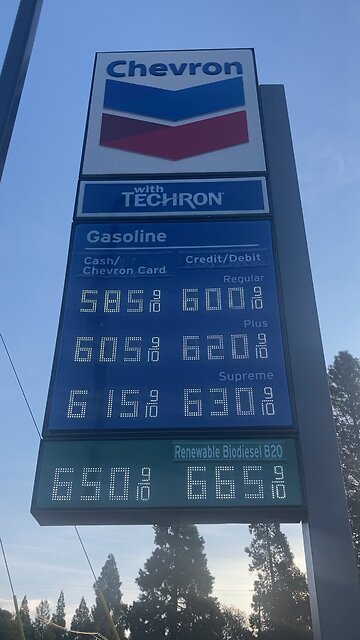 Chevron
with
TECHRON
Gasoline
Cash/ Credit/Debit
Chevron Card
Regular
585 9/10 600 9/10
Plus
605 9/10 620 9/10
Supreme
615 9/10 630 9/10
Renewable Biodiesel B20
650 9/10 665 9/10